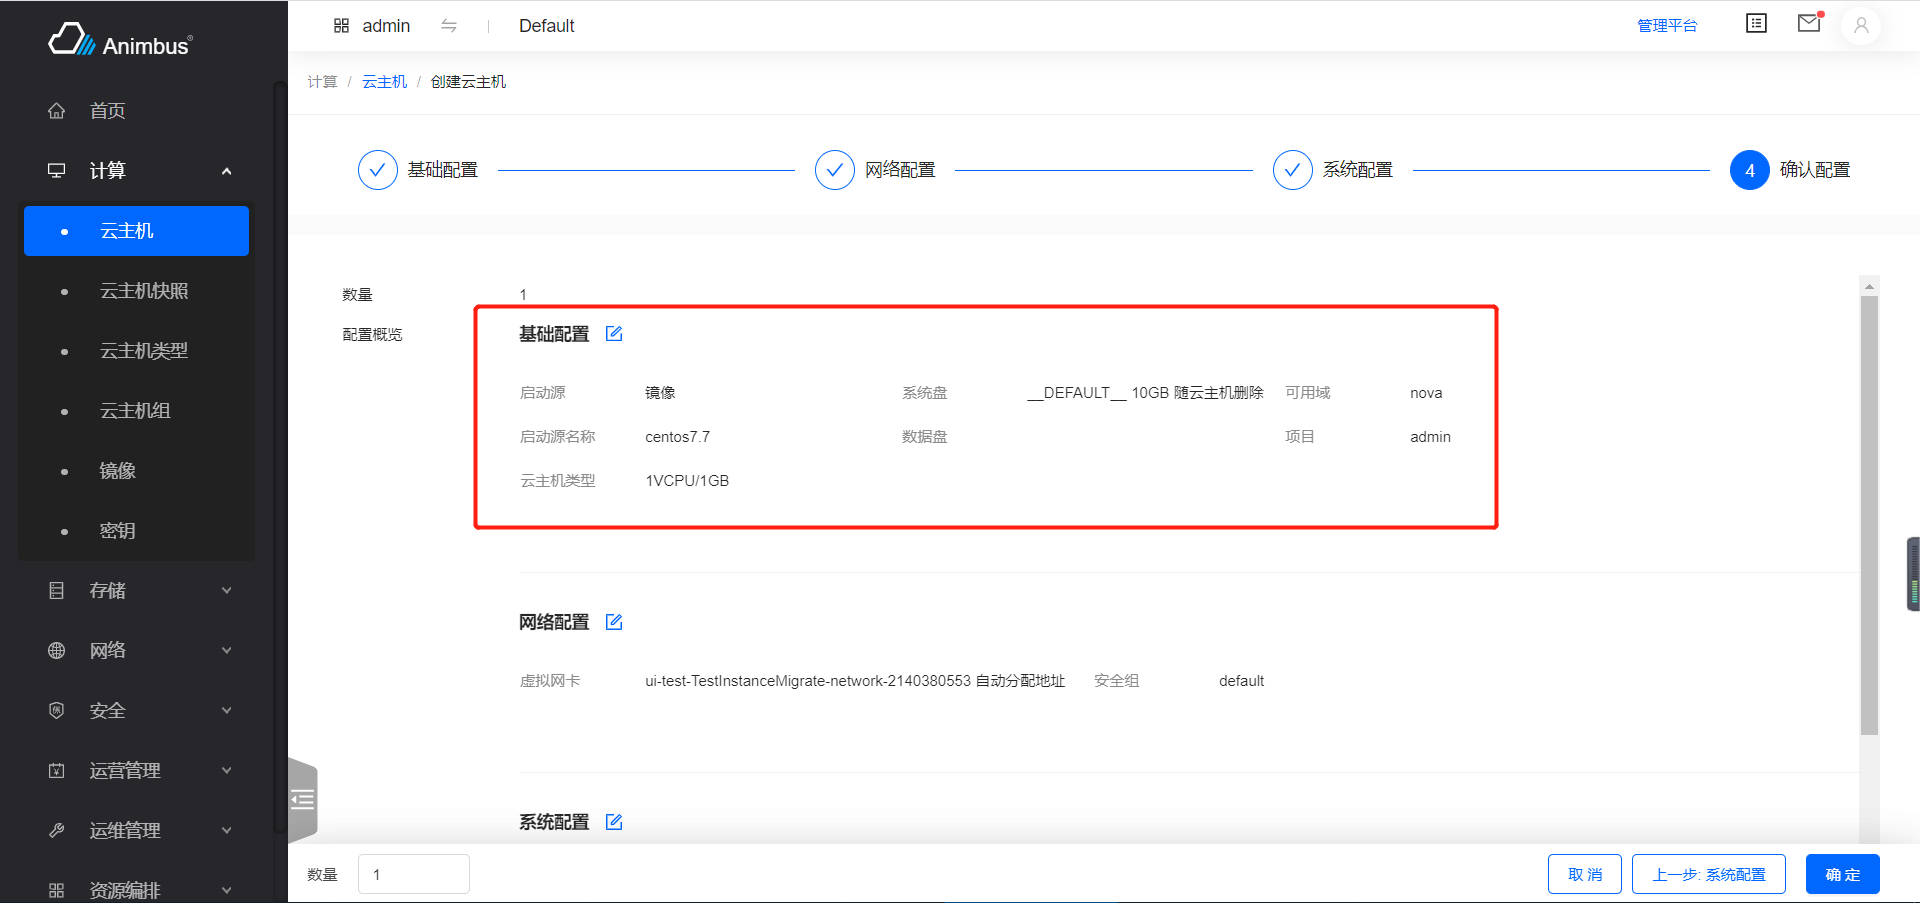 Animbus®
首页
计算
云主机
云主机快照
云主机类型
云主机组
镜像
密钥
存储
网络
安全
运营管理
运维管理
资源编排
admin
Default
管理平台
计算 / 云主机 / 创建云主机
基础配置
网络配置
系统配置
4 确认配置
数量 1
配置概览
基础配置
启动源 镜像 系统盘 __DEFAULT__ 10GB 随云主机删除 可用域 nova
启动源名称 centos7.7 数据盘 项目 admin
云主机类型 1VCPU/1GB
网络配置
虚拟网卡 ui-test-TestInstanceMigrate-network-2140380553 自动分配地址 安全组 default
系统配置
数量 1
取 消
上一步: 系统配置
确 定